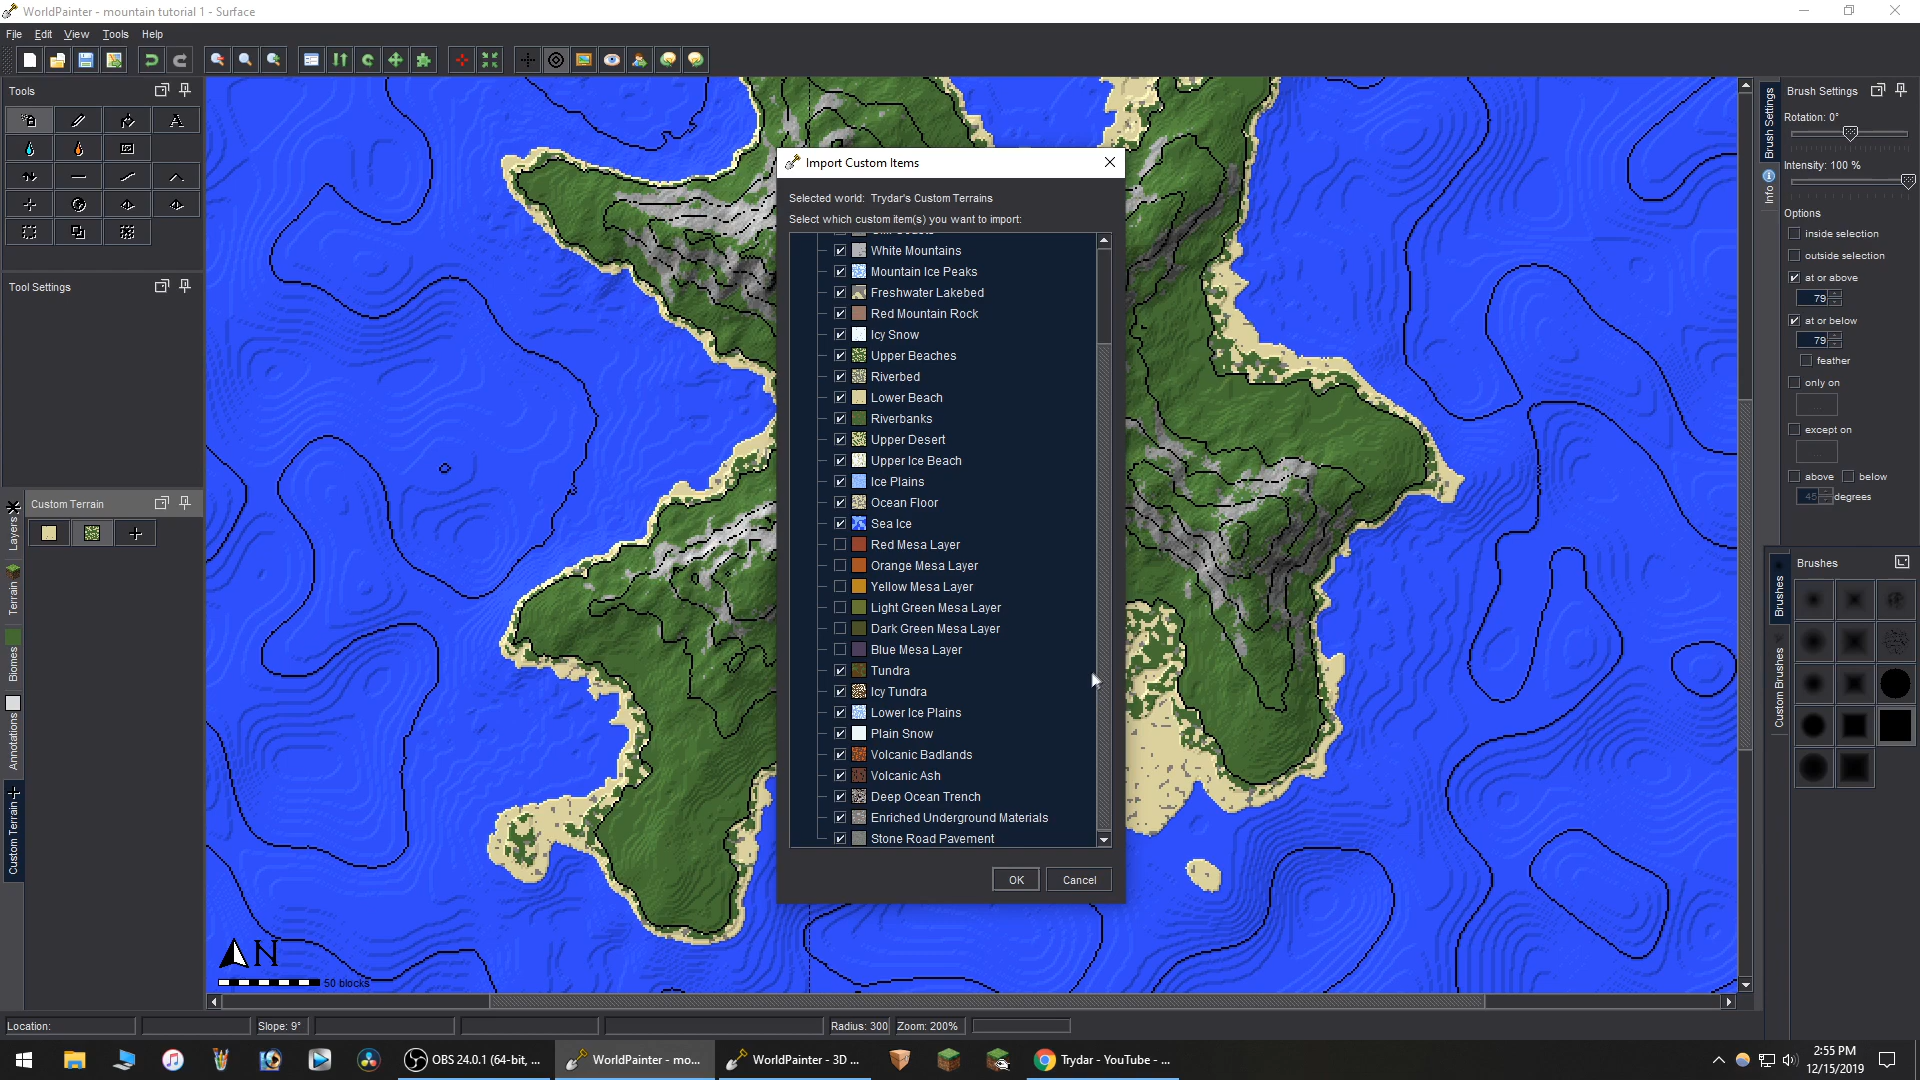 WorldPainter - mountain tutorial 1 - Surface
File Edit View Tools Help
Tools
Tool Settings
Custom Terrain
Layers
Terrain
Biomes
Annotations
Custom Terrain
N
50 blocks
Import Custom Items
Selected world: Trydar's Custom Terrains
Select which custom item(s) you want to import:
White Mountains
Mountain Ice Peaks
Freshwater Lakebed
Red Mountain Rock
Icy Snow
Upper Beaches
Riverbed
Lower Beach
Riverbanks
Upper Desert
Upper Ice Beach
Ice Plains
Ocean Floor
Sea Ice
Red Mesa Layer
Orange Mesa Layer
Yellow Mesa Layer
Light Green Mesa Layer
Dark Green Mesa Layer
Blue Mesa Layer
Tundra
Icy Tundra
Lower Ice Plains
Plain Snow
Volcanic Badlands
Volcanic Ash
Deep Ocean Trench
Enriched Underground Materials
Stone Road Pavement
OK Cancel
Brush Settings
Info
Brush Settings
Rotation: 0°
Intensity: 100 %
Options
inside selection
outside selection
at or above
79
at or below
79
feather
only on
except on
above below
45 degrees
Brushes
Custom Brushes
Brushes
Location: Slope: 9° Radius: 300 Zoom: 200%
OBS 24.0.1 (64-bit, ... WorldPainter - mo... WorldPainter - 3D ... Trydar - YouTube - ...
2:55 PM
12/15/2019